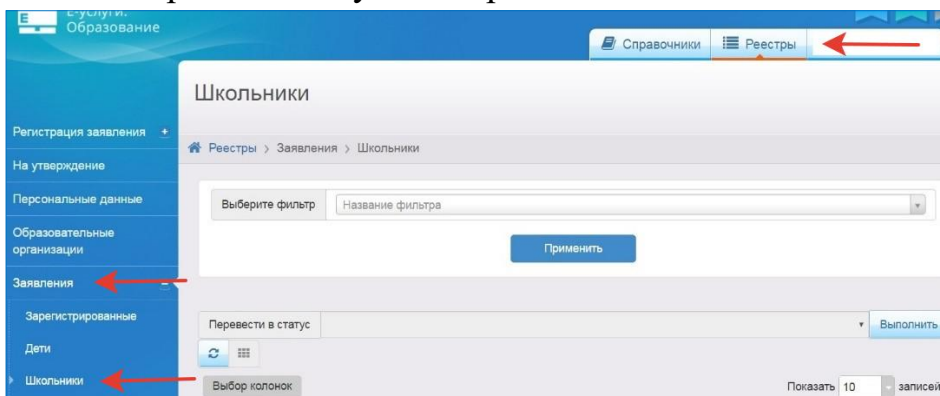 Е-услуги.
Образование
Справочники
Реестры
Школьники
Регистрация заявления
Реестры > Заявления > Школьники
На утверждение
Персональные данные
Выберите фильтр Название фильтра
Образовательные
организации
Применить
Заявления
Зарегистрированные
Перевести в статус Выполнить
Дети
Школьники
Выбор колонок Показать 10 записей